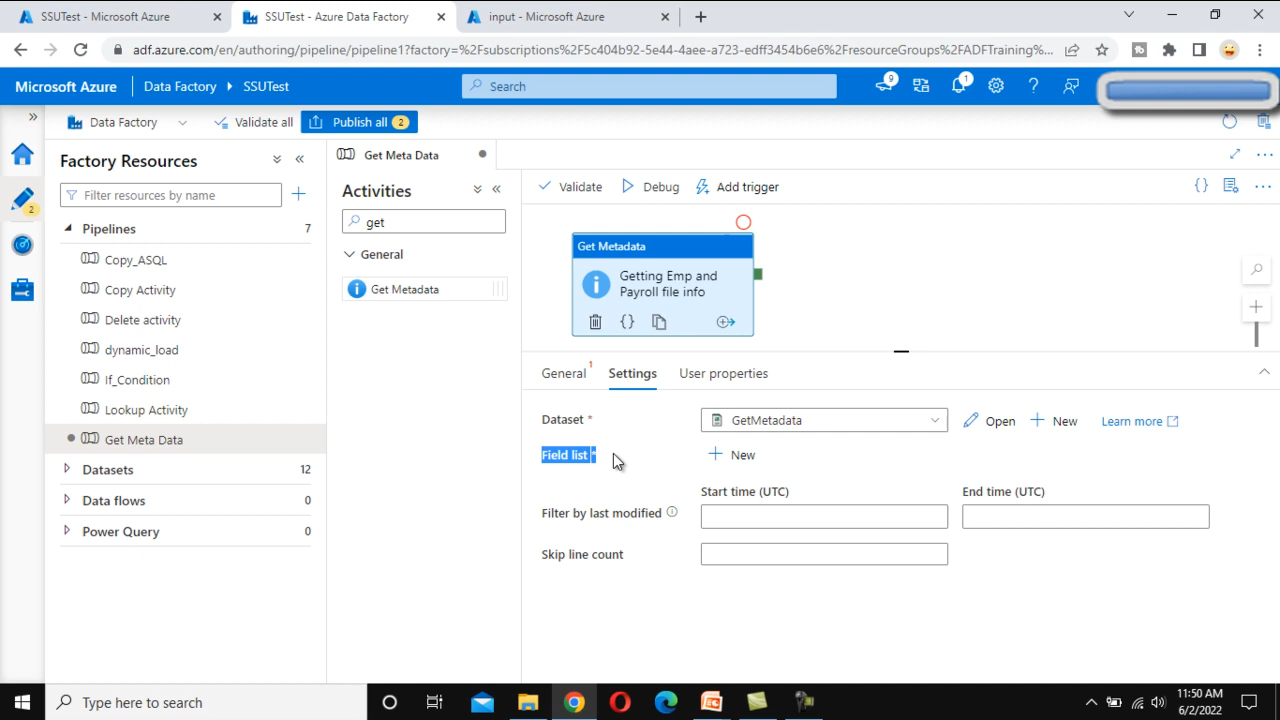 SSUTest - Microsoft Azure
SSUTest - Azure Data Factory
input - Microsoft Azure
adf.azure.com/en/authoring/pipeline/pipeline1?factory=%2Fsubscriptions%2F5c404b92-5e44-4aee-a723-edff3454b6e6%2FresourceGroups%2FADFTraining%...
Microsoft Azure
Data Factory
SSUTest
Search
9
1
Data Factory
Validate all
Publish all
2
Factory Resources
Filter resources by name
2
Pipelines
7
Copy_ASQL
Copy Activity
Delete activity
dynamic_load
If_Condition
Lookup Activity
Get Meta Data
Datasets
12
Data flows
0
Power Query
0
Get Meta Data
Activities
get
General
Get Metadata
Validate
Debug
Add trigger
Get Metadata
Getting Emp and
Payroll file info
General
1
Settings
User properties
Dataset *
GetMetadata
Open
New
Learn more
Field list *
New
Start time (UTC)
End time (UTC)
Filter by last modified
Skip line count
Type here to search
11:50 AM
6/2/2022